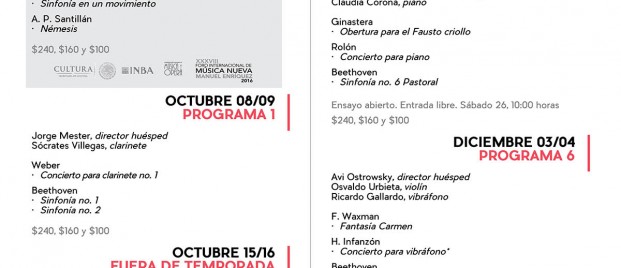 Sinfonía en un movimiento
A. P. Santillán
· Némesis
$240, $160 y $100
CULTURA
INBA
XXXVIII
FORO INTERNACIONAL DE
MÚSICA NUEVA
MANUEL ENRÍQUEZ
2016
OCTUBRE 08/09
PROGRAMA 1
Jorge Mester, director huésped
Sócrates Villegas, clarinete
Weber
· Concierto para clarinete no. 1
Beethoven
· Sinfonía no. 1
· Sinfonía no. 2
$240, $160 y $100
OCTUBRE 15/16
FUERA DE TEMPORADA
Claudia Corona, piano
Ginastera
· Obertura para el Fausto criollo
Rolón
· Concierto para piano
Beethoven
· Sinfonía no. 6 Pastoral
Ensayo abierto. Entrada libre. Sábado 26, 10:00 horas
$240, $160 y $100
DICIEMBRE 03/04
PROGRAMA 6
Avi Ostrowsky, director huésped
Osvaldo Urbieta, violín
Ricardo Gallardo, vibráfono
F. Waxman
· Fantasía Carmen
H. Infanzón
· Concierto para vibráfono*
Beethoven